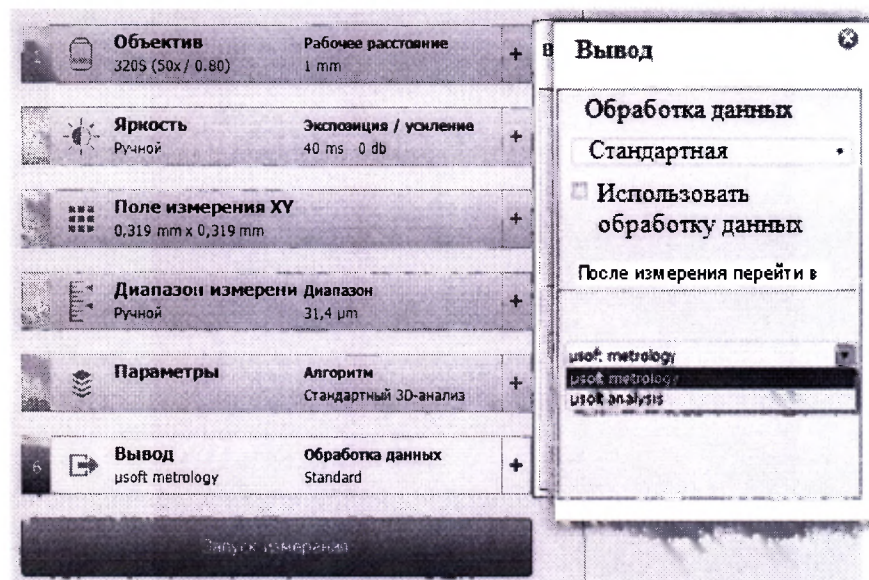 1
Объектив
Рабочее расстояние
320S (50x / 0.80)
1 mm
+
Яркость
Экспозиция / усиление
Ручной
40 ms 0 db
+
Поле измерения XY
0,319 mm x 0,319 mm
+
Диапазон измерени
Диапазон
Ручной
31,4 µm
+
Параметры
Алгоритм
Стандартный 3D-анализ
+
6
Вывод
Обработка данных
µsoft metrology
Standard
+
Запуск измерения
В
Вывод
Обработка данных
Стандартная
Использовать
обработку данных
После измерения перейти в
µsoft metrology
µsoft metrology
µsoft analysis